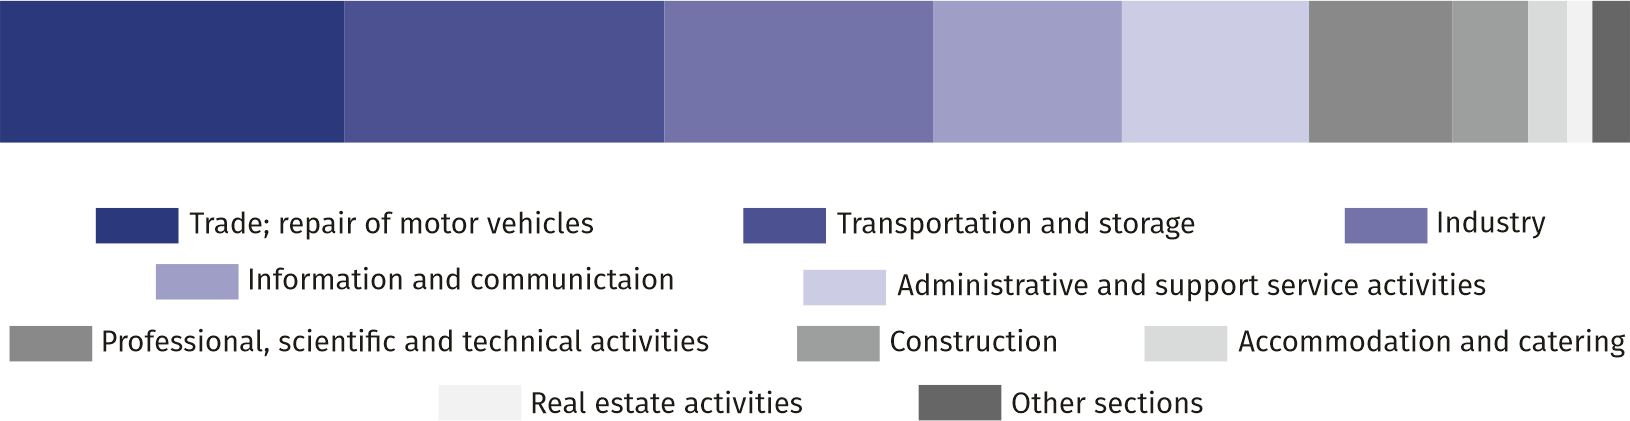 Trade; repair of motor vehicles
Transportation and storage
Industry
Information and communictaion
Administrative and support service activities
Professional, scientific and technical activities
Construction
Accommodation and catering
Real estate activities
Other sections